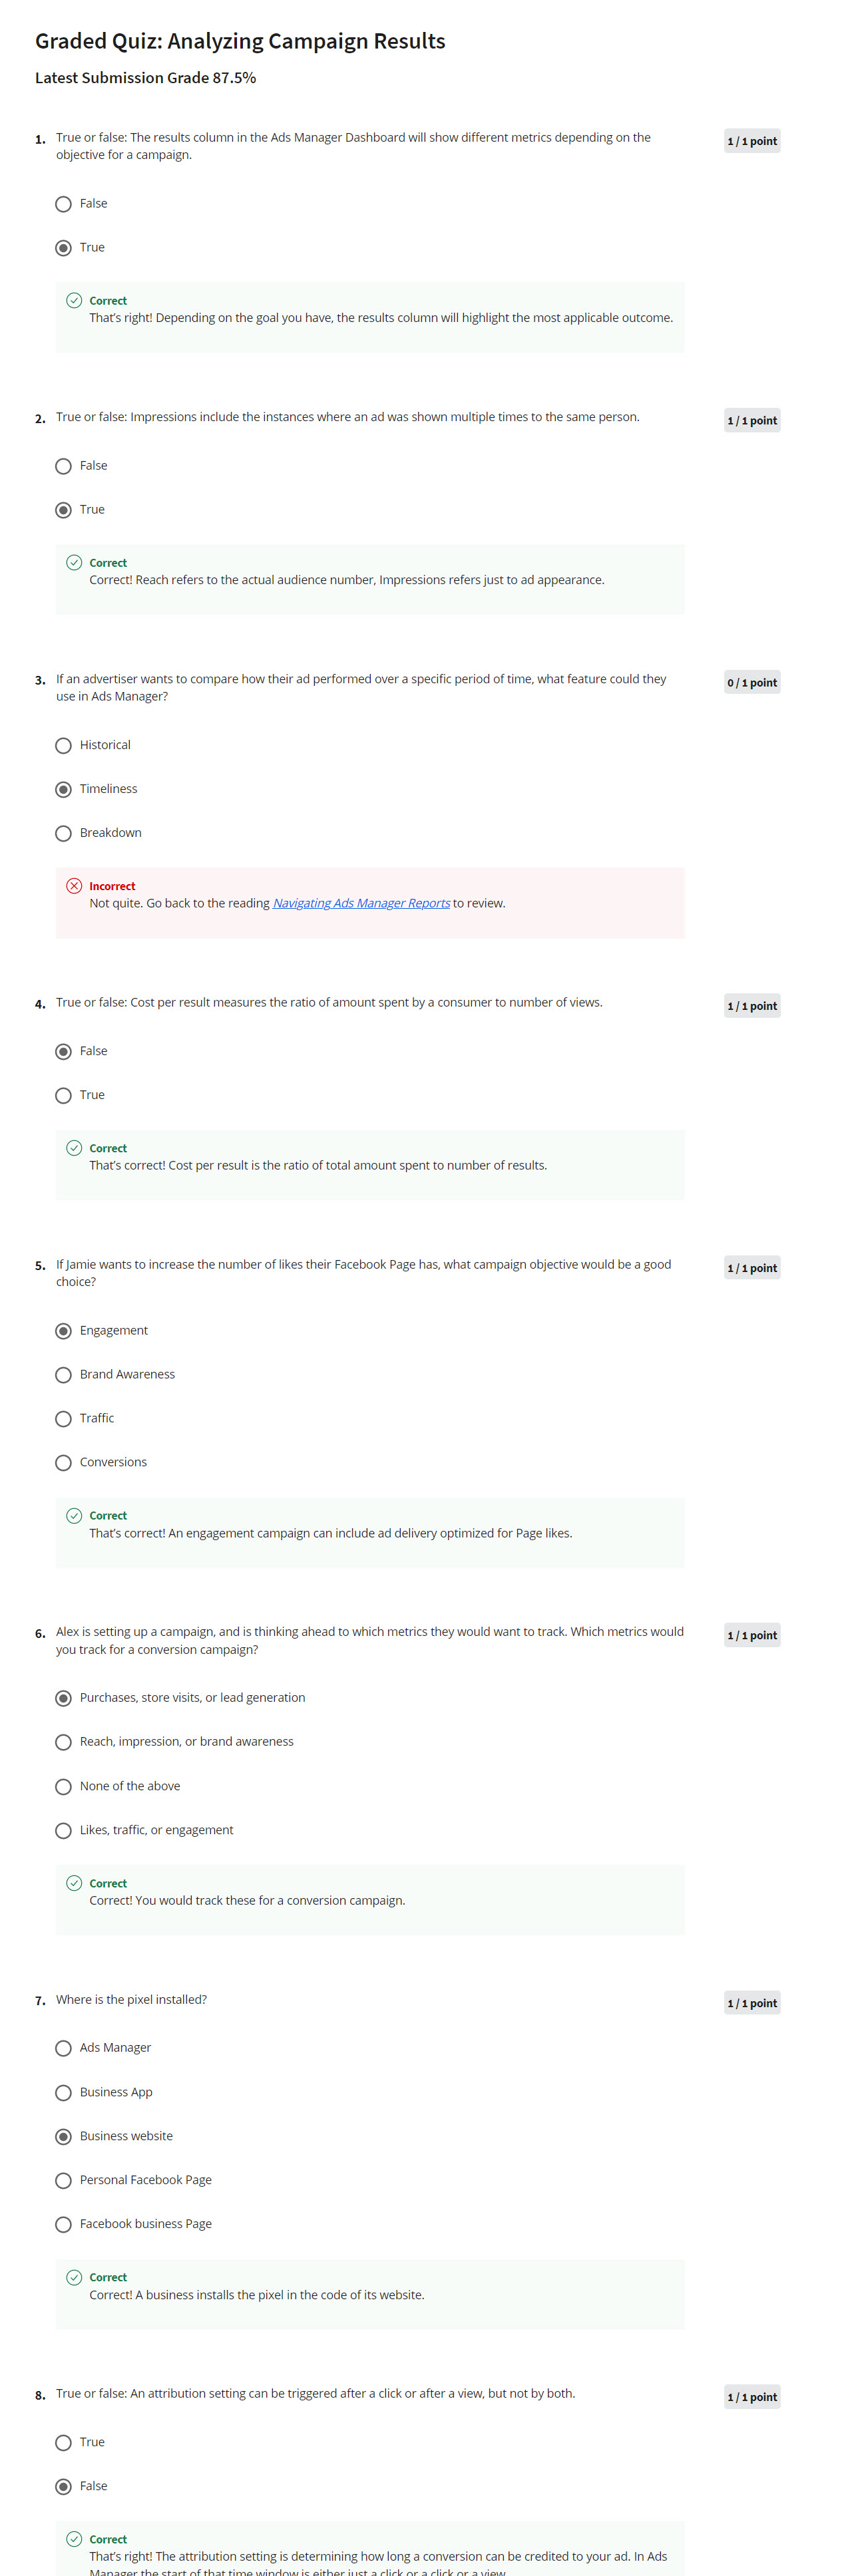 Graded Quiz: Analyzing Campaign Results
Latest Submission Grade 87.5%
1. True or false: The results column in the Ads Manager Dashboard will show different metrics depending on the
objective for a campaign.
1 / 1 point
False
True
Correct
That's right! Depending on the goal you have, the results column will highlight the most applicable outcome.
2. True or false: Impressions include the instances where an ad was shown multiple times to the same person.
1 / 1 point
False
True
Correct
Correct! Reach refers to the actual audience number, Impressions refers just to ad appearance.
3. If an advertiser wants to compare how their ad performed over a specific period of time, what feature could they
use in Ads Manager?
0 / 1 point
Historical
Timeliness
Breakdown
Incorrect
Not quite. Go back to the reading Navigating Ads Manager Reports to review.
4. True or false: Cost per result measures the ratio of amount spent by a consumer to number of views.
1 / 1 point
False
True
Correct
That's correct! Cost per result is the ratio of total amount spent to number of results.
5. If Jamie wants to increase the number of likes their Facebook Page has, what campaign objective would be a good
choice?
1 / 1 point
Engagement
Brand Awareness
Traffic
Conversions
Correct
That's correct! An engagement campaign can include ad delivery optimized for Page likes.
6. Alex is setting up a campaign, and is thinking ahead to which metrics they would want to track. Which metrics would
you track for a conversion campaign?
1 / 1 point
Purchases, store visits, or lead generation
Reach, impression, or brand awareness
None of the above
Likes, traffic, or engagement
Correct
Correct! You would track these for a conversion campaign.
7. Where is the pixel installed?
1 / 1 point
Ads Manager
Business App
Business website
Personal Facebook Page
Facebook business Page
Correct
Correct! A business installs the pixel in the code of its website.
8. True or false: An attribution setting can be triggered after a click or after a view, but not by both.
1 / 1 point
True
False
Correct
That's right! The attribution setting is determining how long a conversion can be credited to your ad. In Ads
Manager the start of that time window is either just a click or a click or a view.